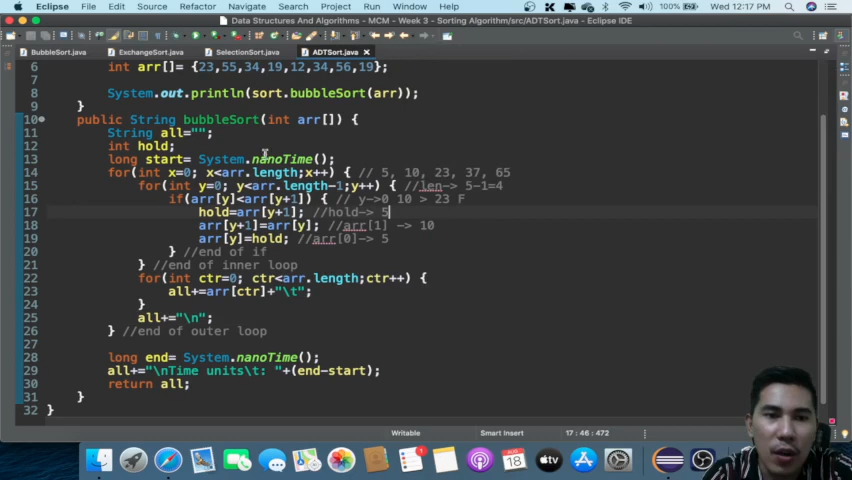 Eclipse File Edit Source Refactor Navigate Search Project Run Window Help 100% Wed 12:17 PM
Data Structures And Algorithms - MCM - Week 3 - Sorting Algorithm/src/ADTSort.java - Eclipse IDE
BubbleSort.java ExchangeSort.java SelectionSort.java ADTSort.java
6 int arr[]= {23,55,34,19,12,34,56,19};
7
8 System.out.println(sort.bubbleSort(arr));
9 }
10 public String bubbleSort(int arr[]) {
11 String all="";
12 int hold;
13 long start= System.nanoTime();
14 for(int x=0; x<arr.length;x++) { // 5, 10, 23, 37, 65
15 for(int y=0; y<arr.length-1;y++) { //len-> 5-1=4
16 if(arr[y]<arr[y+1]) { // y->0 10 > 23 F
17 hold=arr[y+1]; //hold-> 5
18 arr[y+1]=arr[y]; //arr[1] -> 10
19 arr[y]=hold; //arr[0]-> 5
20 } //end of if
21 } //end of inner loop
22 for(int ctr=0; ctr<arr.length;ctr++) {
23 all+=arr[ctr]+"\t";
24 }
25 all+="\n";
26 } //end of outer loop
27
28 long end= System.nanoTime();
29 all+="\nTime units\t: "+(end-start);
30 return all;
31 }
32 }
Writable Smart Insert 17 : 46 : 472
AUG
18
tv